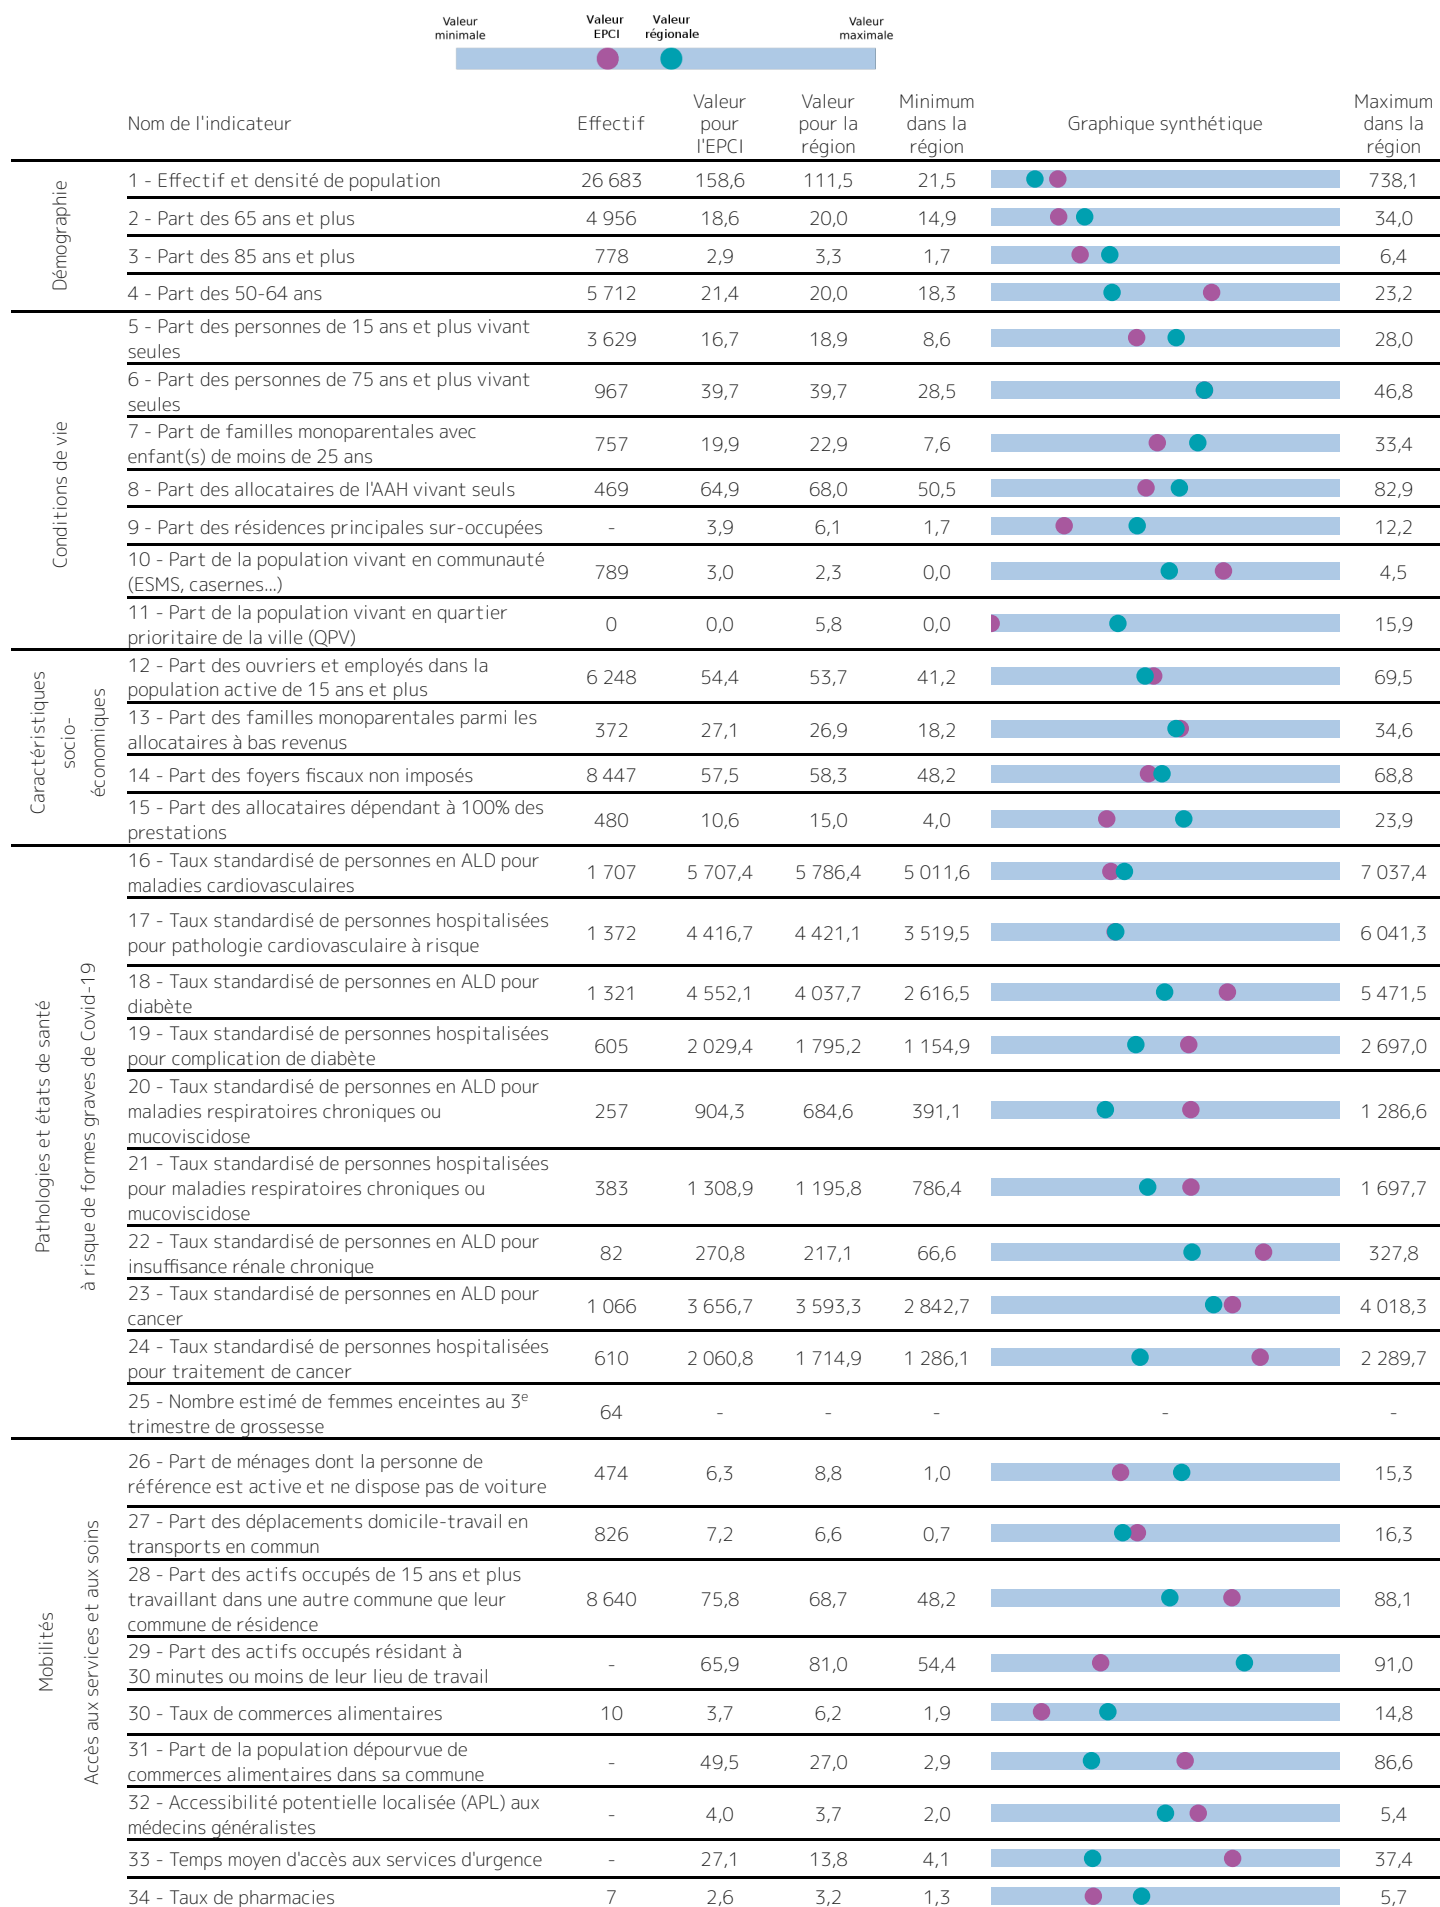 Valeur minimale
Valeur EPCI
Valeur régionale
Valeur maximale
Nom de l'indicateur
Effectif
Valeur pour l'EPCI
Valeur pour la région
Minimum dans la région
Graphique synthétique
Maximum dans la région
Démographie
1 - Effectif et densité de population 26 683 158,6 111,5 21,5 738,1
2 - Part des 65 ans et plus 4 956 18,6 20,0 14,9 34,0
3 - Part des 85 ans et plus 778 2,9 3,3 1,7 6,4
4 - Part des 50-64 ans 5 712 21,4 20,0 18,3 23,2
Conditions de vie
5 - Part des personnes de 15 ans et plus vivant
seules 3 629 16,7 18,9 8,6 28,0
6 - Part des personnes de 75 ans et plus vivant
seules 967 39,7 39,7 28,5 46,8
7 - Part de familles monoparentales avec
enfant(s) de moins de 25 ans 757 19,9 22,9 7,6 33,4
8 - Part des allocataires de l'AAH vivant seuls 469 64,9 68,0 50,5 82,9
9 - Part des résidences principales sur-occupées - 3,9 6,1 1,7 12,2
10 - Part de la population vivant en communauté
(ESMS, casernes...) 789 3,0 2,3 0,0 4,5
11 - Part de la population vivant en quartier
prioritaire de la ville (QPV) 0 0,0 5,8 0,0 15,9
Caractéristiques
socio-
économiques
12 - Part des ouvriers et employés dans la
population active de 15 ans et plus 6 248 54,4 53,7 41,2 69,5
13 - Part des familles monoparentales parmi les
allocataires à bas revenus 372 27,1 26,9 18,2 34,6
14 - Part des foyers fiscaux non imposés 8 447 57,5 58,3 48,2 68,8
15 - Part des allocataires dépendant à 100% des
prestations 480 10,6 15,0 4,0 23,9
Pathologies et états de santé
à risque de formes graves de Covid-19
16 - Taux standardisé de personnes en ALD pour
maladies cardiovasculaires 1 707 5 707,4 5 786,4 5 011,6 7 037,4
17 - Taux standardisé de personnes hospitalisées
pour pathologie cardiovasculaire à risque 1 372 4 416,7 4 421,1 3 519,5 6 041,3
18 - Taux standardisé de personnes en ALD pour
diabète 1 321 4 552,1 4 037,7 2 616,5 5 471,5
19 - Taux standardisé de personnes hospitalisées
pour complication de diabète 605 2 029,4 1 795,2 1 154,9 2 697,0
20 - Taux standardisé de personnes en ALD pour
maladies respiratoires chroniques ou
mucoviscidose 257 904,3 684,6 391,1 1 286,6
21 - Taux standardisé de personnes hospitalisées
pour maladies respiratoires chroniques ou
mucoviscidose 383 1 308,9 1 195,8 786,4 1 697,7
22 - Taux standardisé de personnes en ALD pour
insuffisance rénale chronique 82 270,8 217,1 66,6 327,8
23 - Taux standardisé de personnes en ALD pour
cancer 1 066 3 656,7 3 593,3 2 842,7 4 018,3
24 - Taux standardisé de personnes hospitalisées
pour traitement de cancer 610 2 060,8 1 714,9 1 286,1 2 289,7
25 - Nombre estimé de femmes enceintes au 3e
trimestre de grossesse 64 - - - - -
Mobilités
Accès aux services et aux soins
26 - Part de ménages dont la personne de
référence est active et ne dispose pas de voiture 474 6,3 8,8 1,0 15,3
27 - Part des déplacements domicile-travail en
transports en commun 826 7,2 6,6 0,7 16,3
28 - Part des actifs occupés de 15 ans et plus
travaillant dans une autre commune que leur
commune de résidence 8 640 75,8 68,7 48,2 88,1
29 - Part des actifs occupés résidant à
30 minutes ou moins de leur lieu de travail - 65,9 81,0 54,4 91,0
30 - Taux de commerces alimentaires 10 3,7 6,2 1,9 14,8
31 - Part de la population dépourvue de
commerces alimentaires dans sa commune - 49,5 27,0 2,9 86,6
32 - Accessibilité potentielle localisée (APL) aux
médecins généralistes - 4,0 3,7 2,0 5,4
33 - Temps moyen d'accès aux services d'urgence - 27,1 13,8 4,1 37,4
34 - Taux de pharmacies 7 2,6 3,2 1,3 5,7